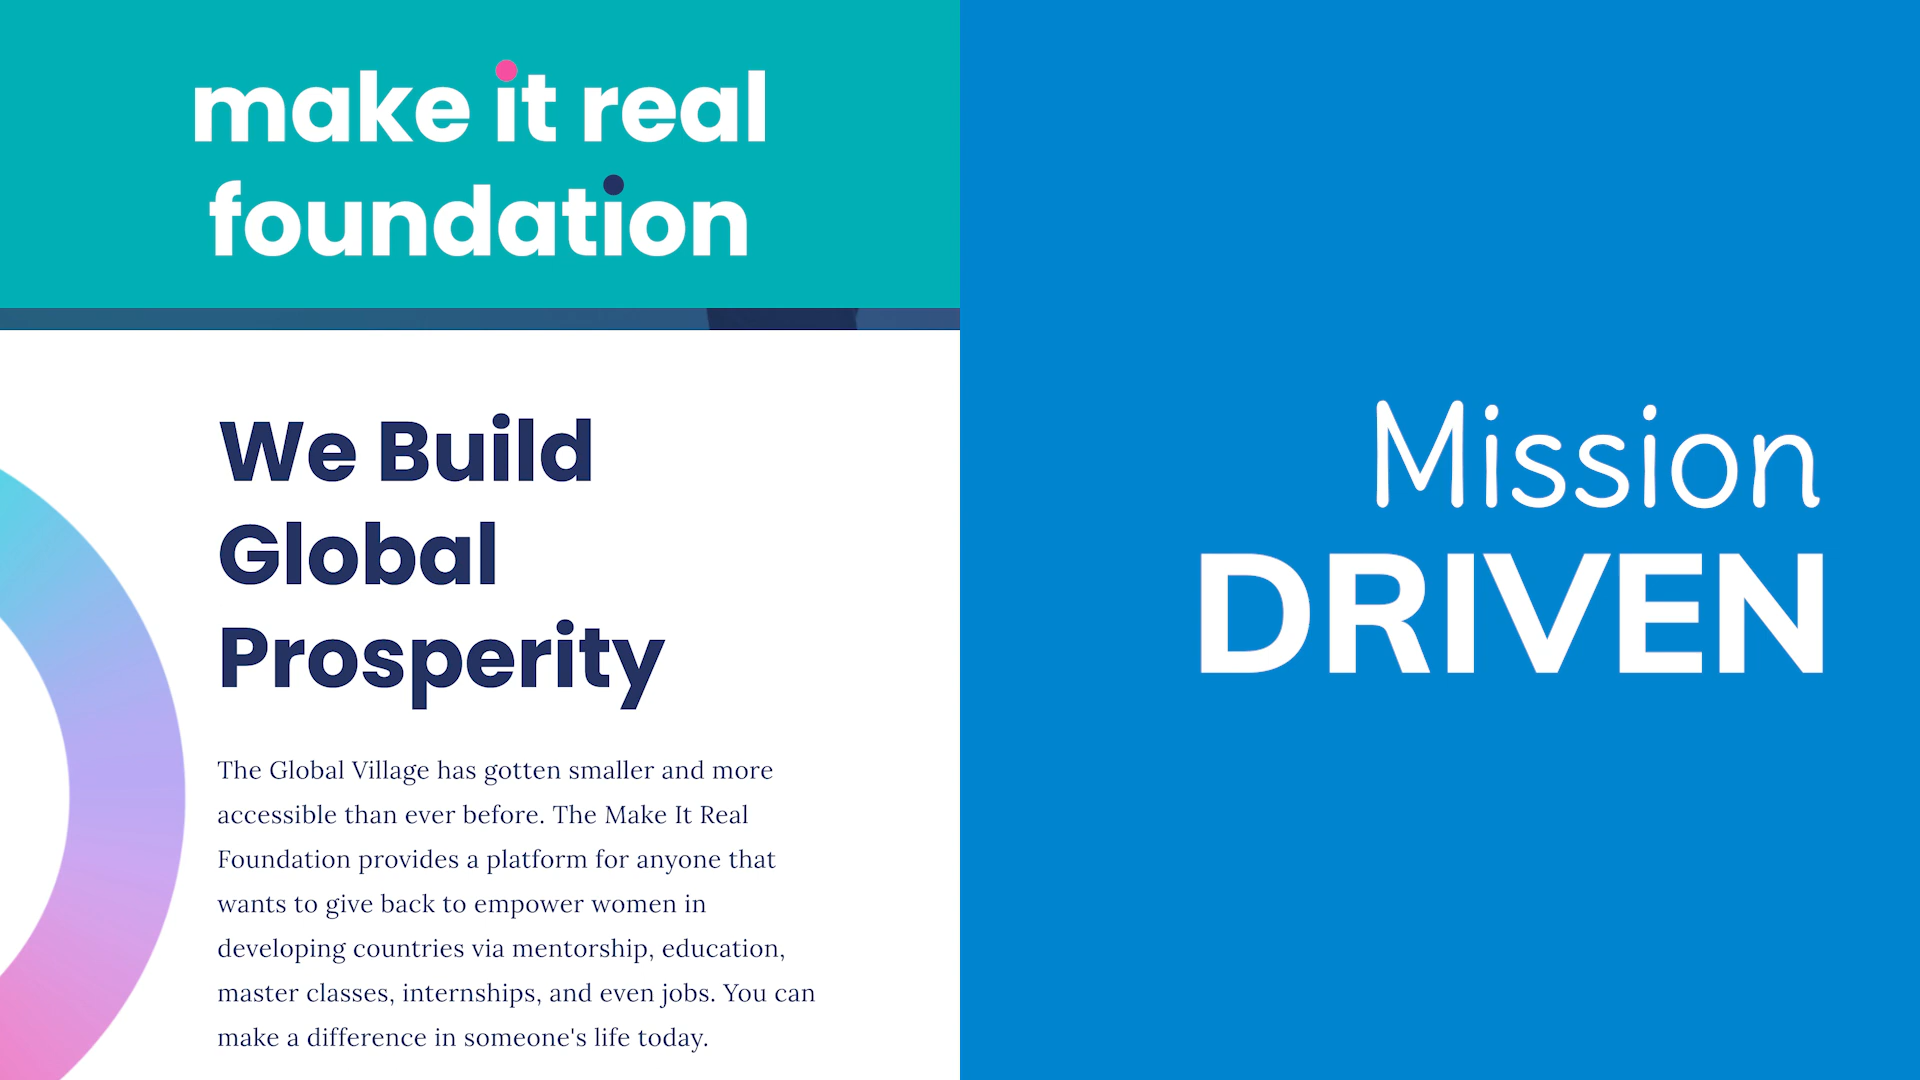 make it real
foundation
We Build
Global
Prosperity
The Global Village has gotten smaller and more
accessible than ever before. The Make It Real
Foundation provides a platform for anyone that
wants to give back to empower women in
developing countries via mentorship, education,
master classes, internships, and even jobs. You can
make a difference in someone's life today.
Mission
DRIVEN